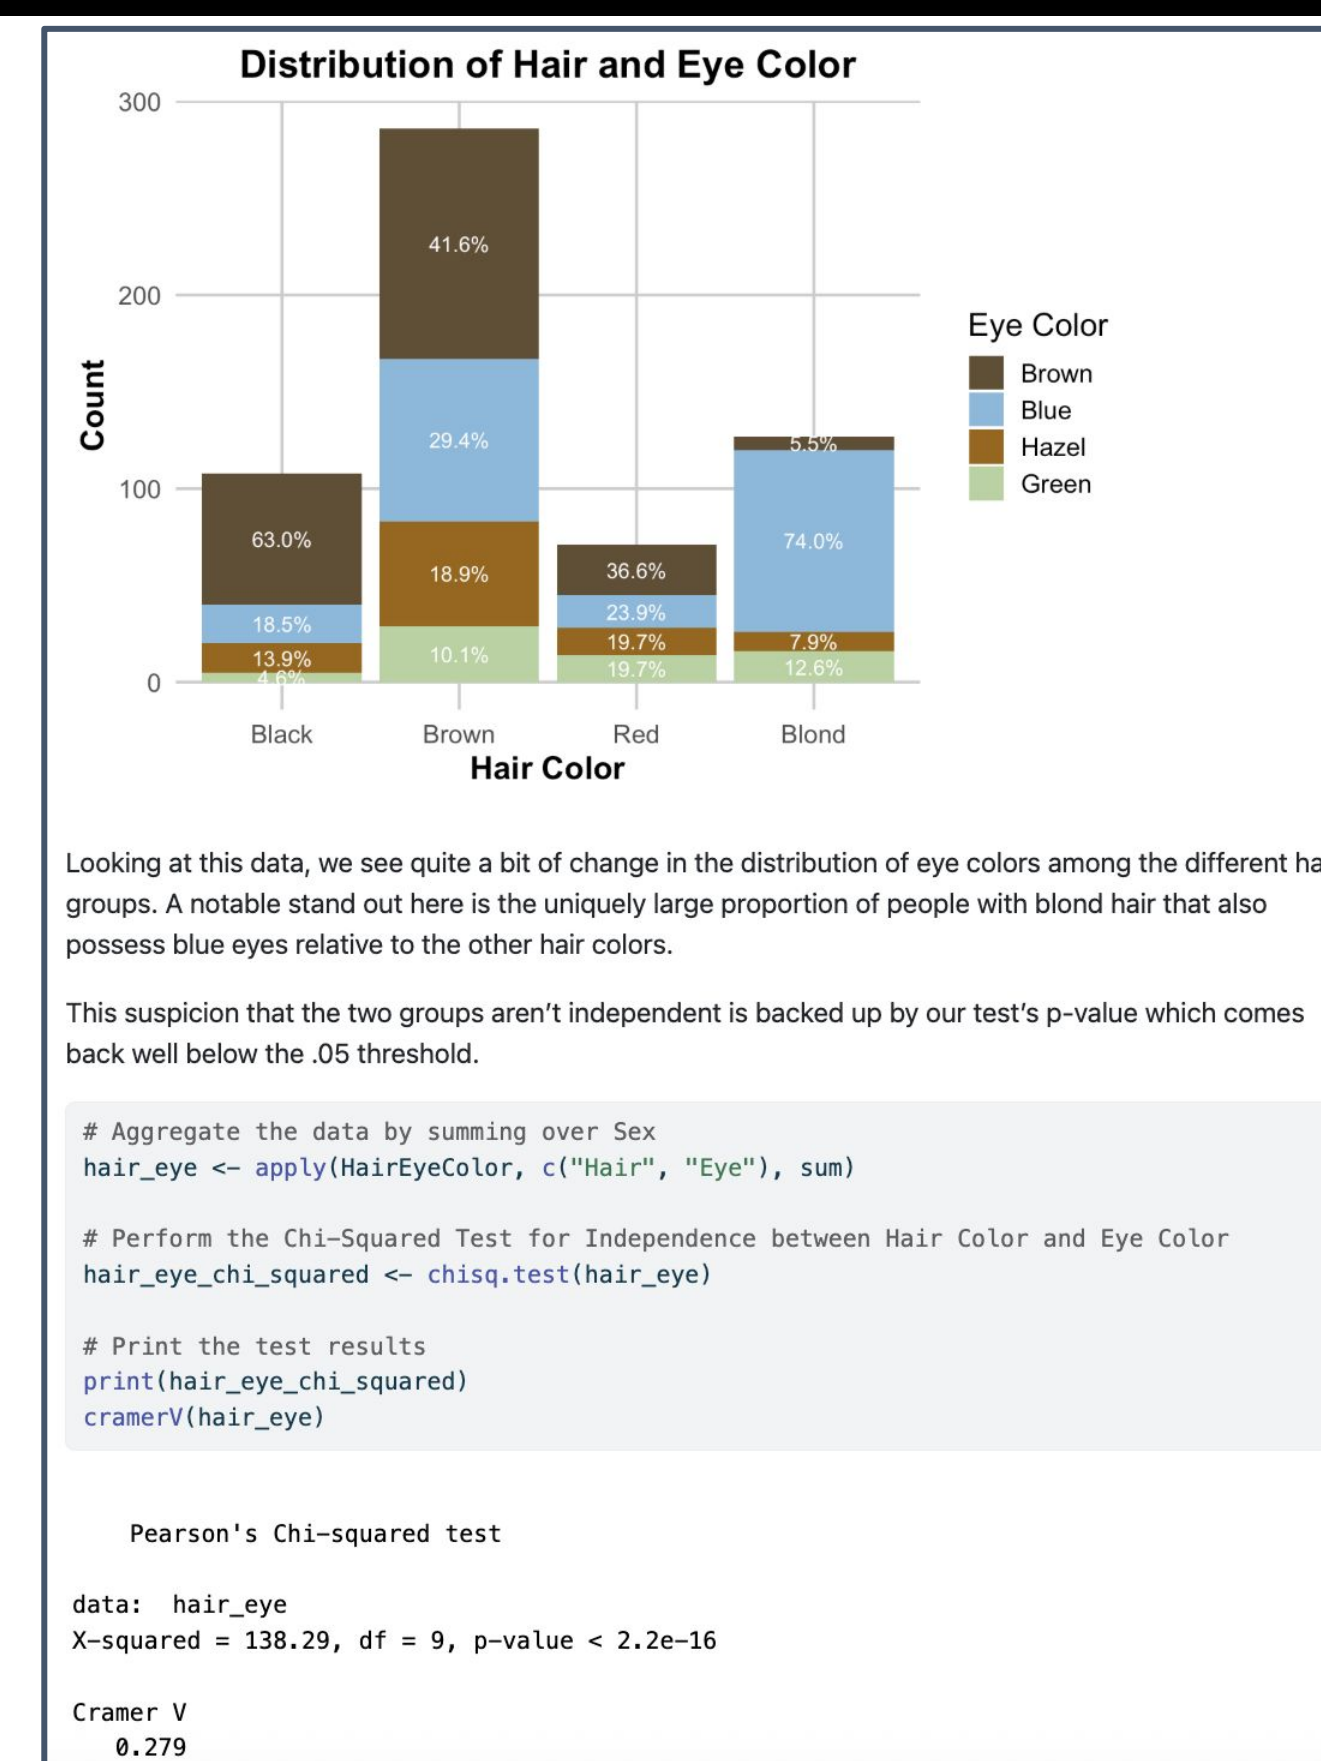 Distribution of Hair and Eye Color
300
200
100
0
Count
41.6%
29.4%
18.9%
10.1%
63.0%
18.5%
13.9%
4.6%
36.6%
23.9%
19.7%
19.7%
5.5%
74.0%
7.9%
12.6%
Black Brown Red Blond
Hair Color
Eye Color
Brown
Blue
Hazel
Green
Looking at this data, we see quite a bit of change in the distribution of eye colors among the different ha
groups. A notable stand out here is the uniquely large proportion of people with blond hair that also
possess blue eyes relative to the other hair colors.
This suspicion that the two groups aren't independent is backed up by our test's p-value which comes
back well below the .05 threshold.
# Aggregate the data by summing over Sex
hair_eye <- apply(HairEyeColor, c("Hair", "Eye"), sum)
# Perform the Chi-Squared Test for Independence between Hair Color and Eye Color
hair_eye_chi_squared <- chisq.test(hair_eye)
# Print the test results
print(hair_eye_chi_squared)
cramerV(hair_eye)
Pearson's Chi-squared test
data: hair_eye
X-squared = 138.29, df = 9, p-value < 2.2e-16
Cramer V
0.279